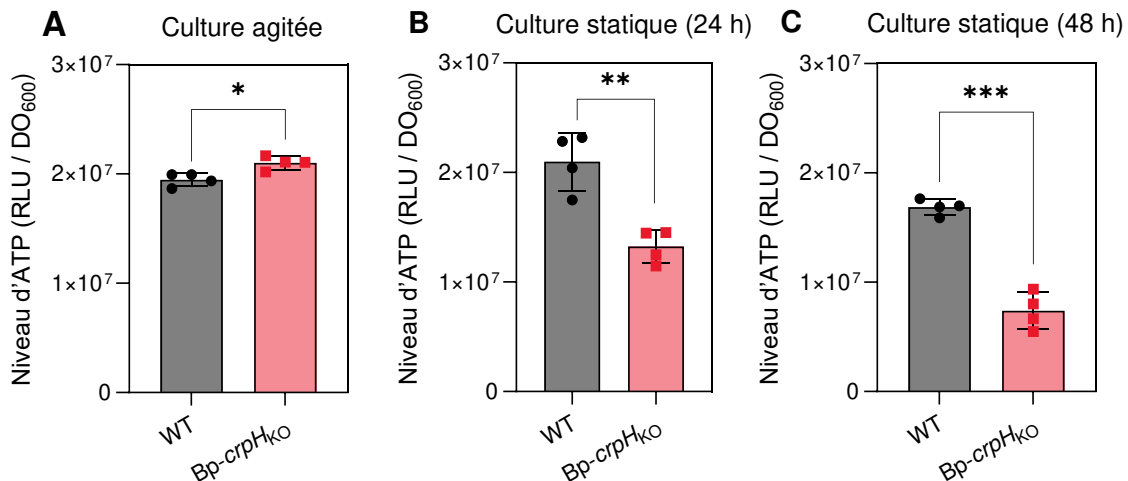 A Culture agitée
Niveau d'ATP (RLU / DO₆₀₀)
3×10⁷
2×10⁷
1×10⁷
0
*
WT
Bp-crpH_KO
B Culture statique (24 h)
Niveau d'ATP (RLU / DO₆₀₀)
3×10⁷
2×10⁷
1×10⁷
0
**
WT
Bp-crpH_KO
C Culture statique (48 h)
Niveau d'ATP (RLU / DO₆₀₀)
3×10⁷
2×10⁷
1×10⁷
0
***
WT
Bp-crpH_KO